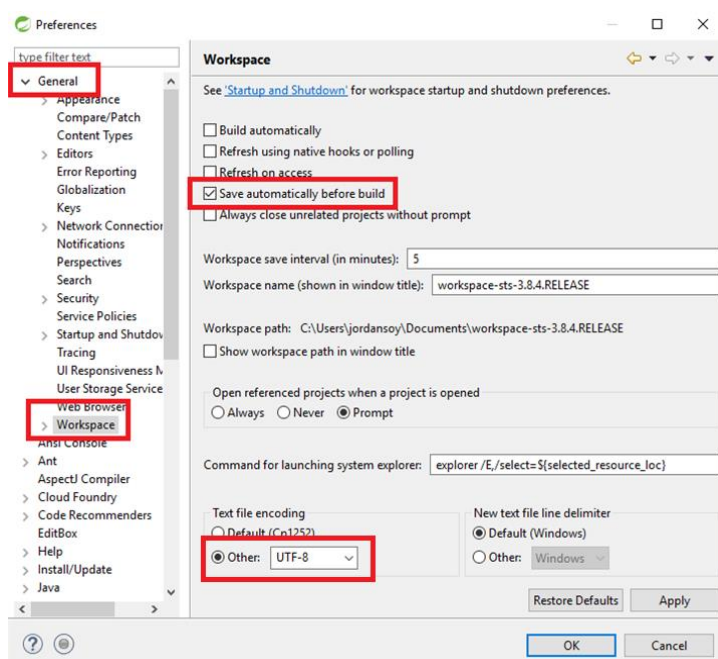 Preferences
type filter text
General
Appearance
Compare/Patch
Content Types
Editors
Error Reporting
Globalization
Keys
Network Connection
Notifications
Perspectives
Search
Security
Service Policies
Startup and Shutdov
Tracing
UI Responsiveness M
User Storage Service
Web Browser
Workspace
Ansi Console
Ant
AspectJ Compiler
Cloud Foundry
Code Recommenders
EditBox
Help
Install/Update
Java
Workspace
See 'Startup and Shutdown' for workspace startup and shutdown preferences.
Build automatically
Refresh using native hooks or polling
Refresh on access
Save automatically before build
Always close unrelated projects without prompt
Workspace save interval (in minutes): 5
Workspace name (shown in window title): workspace-sts-3.8.4.RELEASE
Workspace path: C:\Users\jordansoy\Documents\workspace-sts-3.8.4.RELEASE
Show workspace path in window title
Open referenced projects when a project is opened
Always Never Prompt
Command for launching system explorer: explorer /E,/select=${selected_resource_loc}
Text file encoding
Default (Cp1252)
Other: UTF-8
New text file line delimiter
Default (Windows)
Other: Windows
Restore Defaults Apply
OK Cancel